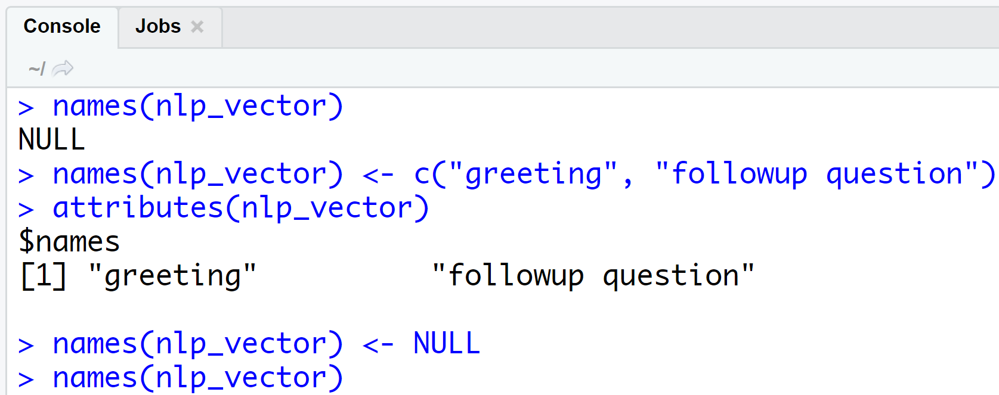 Console Jobs
~/
> names(nlp_vector)
NULL
> names(nlp_vector) <- c("greeting", "followup question")
> attributes(nlp_vector)
$names
[1] "greeting"          "followup question"
> names(nlp_vector) <- NULL
> names(nlp_vector)